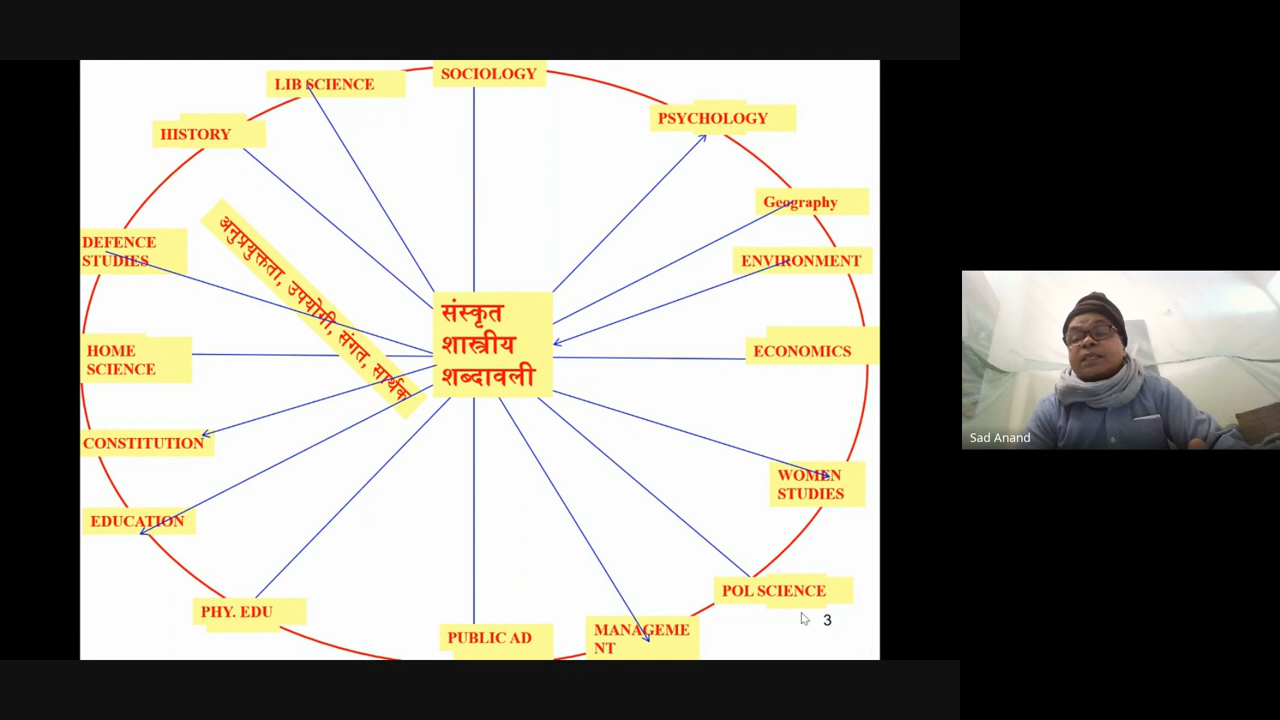 SOCIOLOGY
LIB SCIENCE
PSYCHOLOGY
HISTORY
Geography
DEFENCE
STUDIES
ENVIRONMENT
अनुप्रयुक्तता, उपयोगी, संगत, सार्थक
संस्कृत
शास्त्रीय
शब्दावली
HOME
SCIENCE
ECONOMICS
CONSTITUTION
WOMEN
STUDIES
EDUCATION
POL SCIENCE
PHY. EDU
PUBLIC AD
MANAGEME
NT
3
Sad Anand